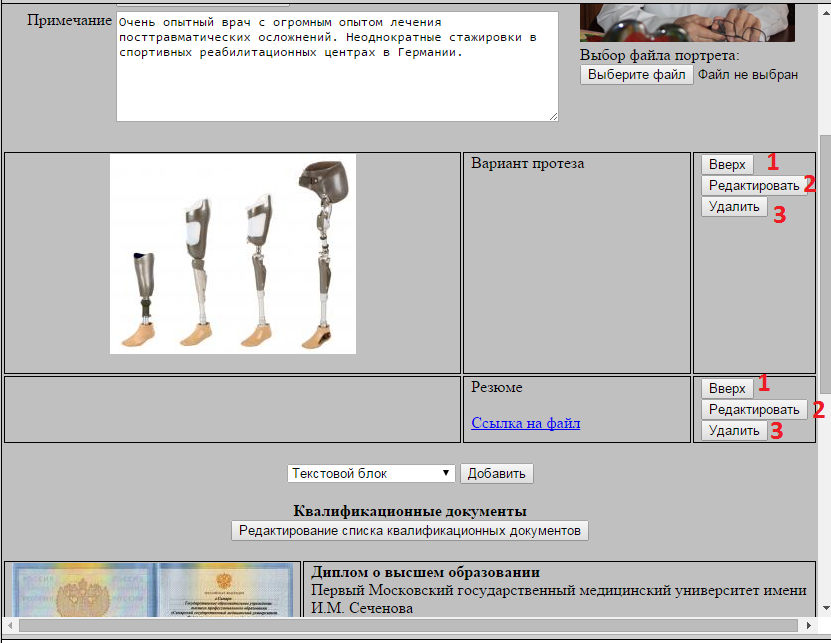 Примечание
Очень опытный врач с огромным опытом лечения
посттравматических осложнений. Неоднократные стажировки в
спортивных реабилитационных центрах в Германии.
Выбор файла портрета:
Выберите файл Файл не выбран
Вариант протеза
Вверх 1
Редактировать 2
Удалить 3
Резюме
Ссылка на файл
Вверх 1
Редактировать 2
Удалить 3
Текстовой блок Добавить
Квалификационные документы
Редактирование списка квалификационных документов
Диплом о высшем образовании
Первый Московский государственный медицинский университет имени
И.М. Сеченова